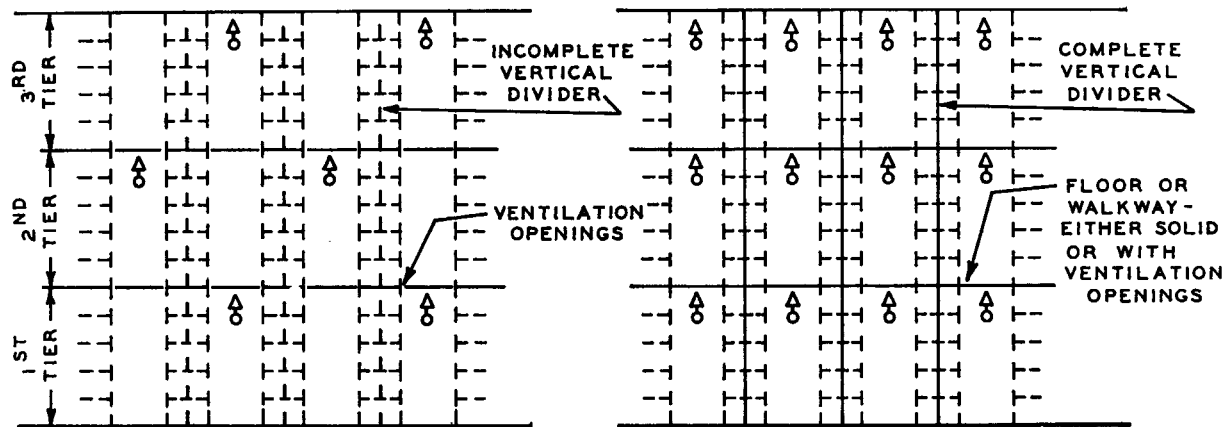 3RD
TIER
2ND
TIER
1ST
TIER
INCOMPLETE
VERTICAL
DIVIDER
VENTILATION
OPENINGS
COMPLETE
VERTICAL
DIVIDER
FLOOR OR
WALKWAY-
EITHER SOLID
OR WITH
VENTILATION
OPENINGS